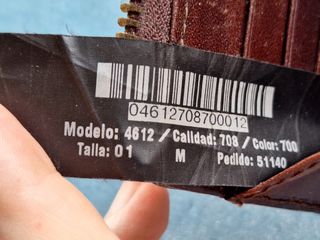 04612708700012
Modelo: 4612 / Calidad: 708 / Color: 700
Talla: 01 M Pedido: 51140